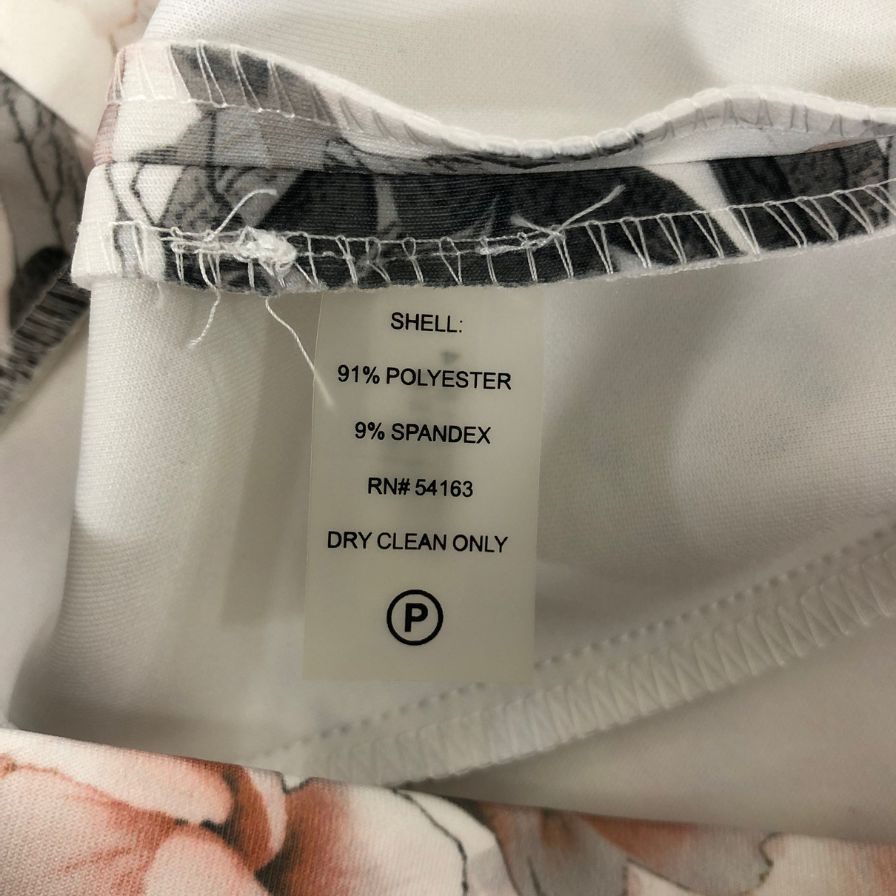 SHELL:
91% POLYESTER
9% SPANDEX
RN# 54163
DRY CLEAN ONLY
P